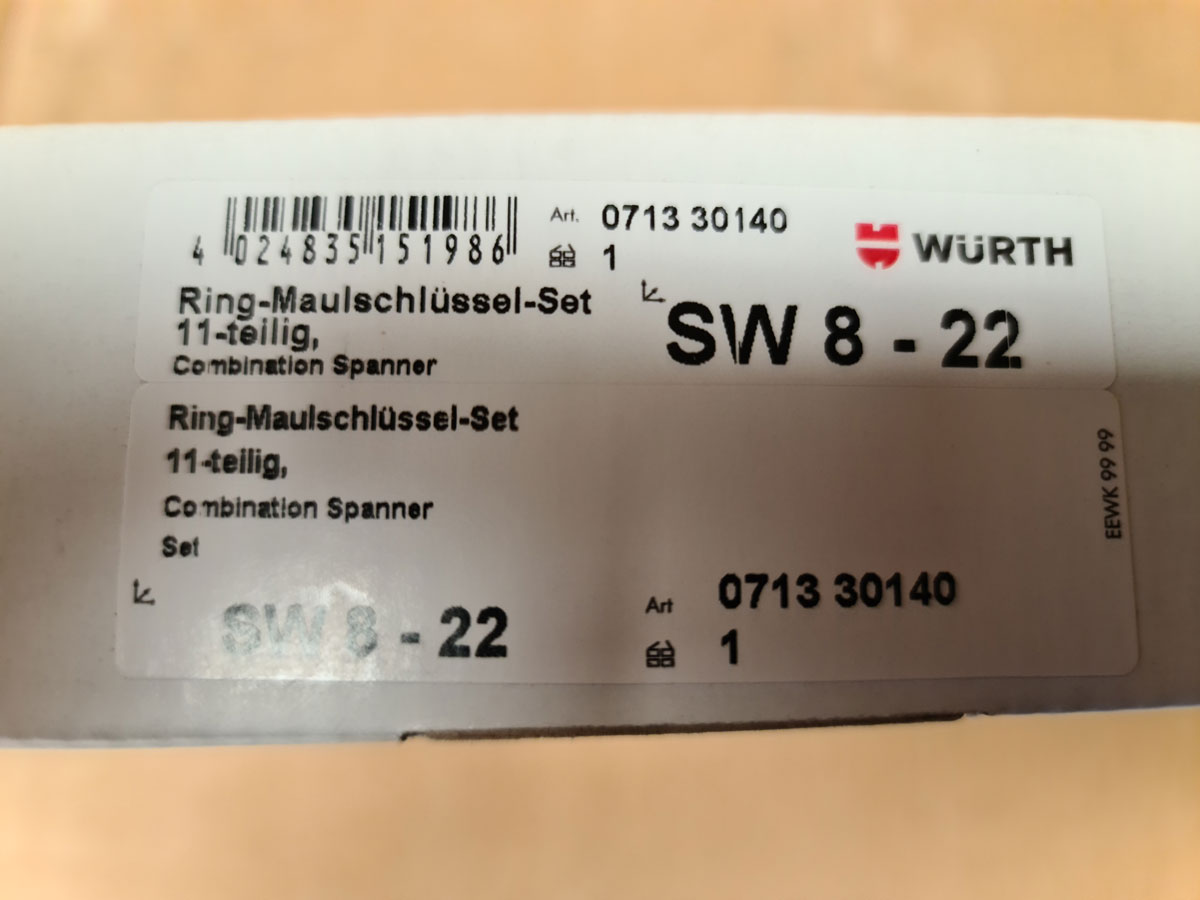 Art. 0713 30140
4 024835 151986
1
WÜRTH
Ring-Maulschlüssel-Set
11-teilig,
Combination Spanner
SW 8 - 22
Ring-Maulschlüssel-Set
11-teilig,
Combination Spanner
Set
SW 8 - 22
Art 0713 30140
1
EEWK 99 99